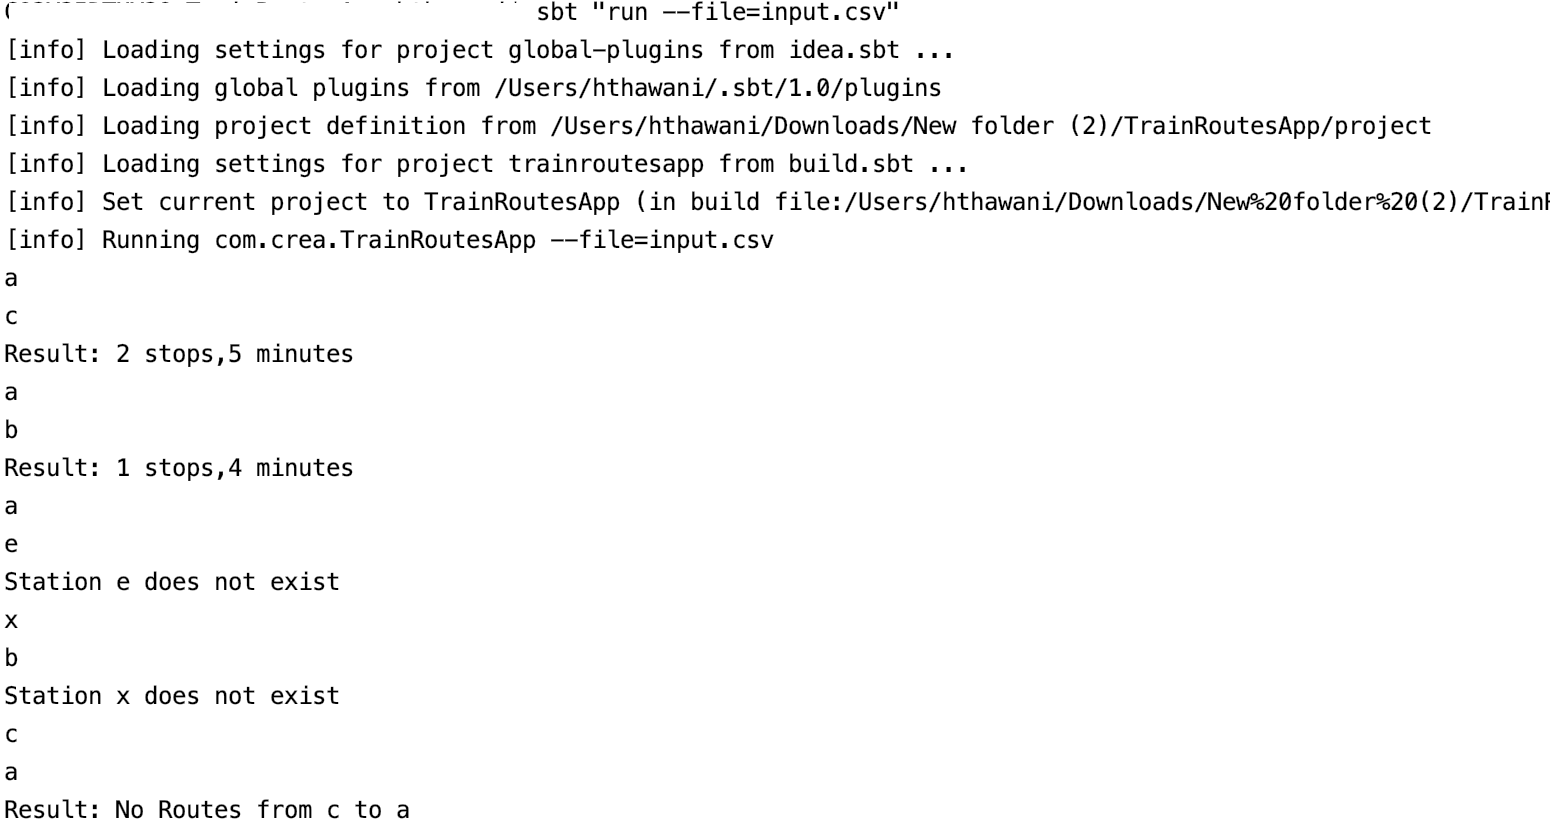 sbt "run --file=input.csv"
[info] Loading settings for project global-plugins from idea.sbt ...
[info] Loading global plugins from /Users/hthawani/.sbt/1.0/plugins
[info] Loading project definition from /Users/hthawani/Downloads/New folder (2)/TrainRoutesApp/project
[info] Loading settings for project trainroutesapp from build.sbt ...
[info] Set current project to TrainRoutesApp (in build file:/Users/hthawani/Downloads/New%20folder%20(2)/Train
[info] Running com.crea.TrainRoutesApp --file=input.csv
a
c
Result: 2 stops,5 minutes
a
b
Result: 1 stops,4 minutes
a
e
Station e does not exist
x
b
Station x does not exist
c
a
Result: No Routes from c to a